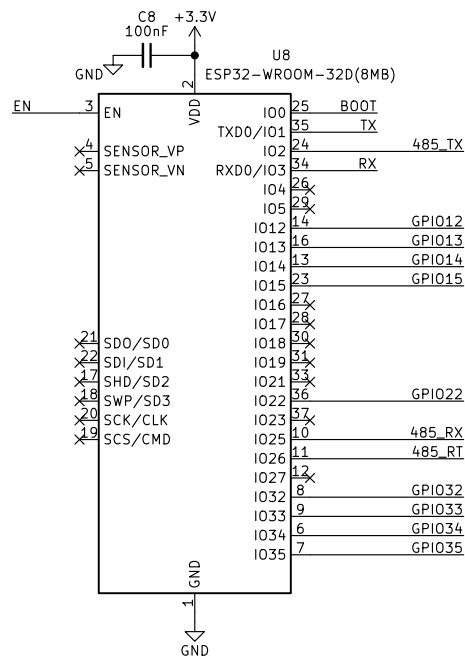 C8 +3.3V
100nF
GND
U8
ESP32-WROOM-32D(8MB)
2
VDD
EN 3 EN
IO0 25 BOOT
TXD0/IO1 35 TX
4 SENSOR_VP
IO2 24 485_TX
5 SENSOR_VN
RXD0/IO3 34 RX
IO4 26
IO5 29
IO12 14 GPIO12
IO13 16 GPIO13
IO14 13 GPIO14
IO15 23 GPIO15
IO16 27
IO17 28
21 SDO/SD0
IO18 30
22 SDI/SD1
IO19 31
17 SHD/SD2
IO21 33
18 SWP/SD3
IO22 36 GPIO22
20 SCK/CLK
IO23 37
19 SCS/CMD
IO25 10 485_RX
IO26 11 485_RT
IO27 12
IO32 8 GPIO32
IO33 9 GPIO33
IO34 6 GPIO34
IO35 7 GPIO35
GND
1
GND